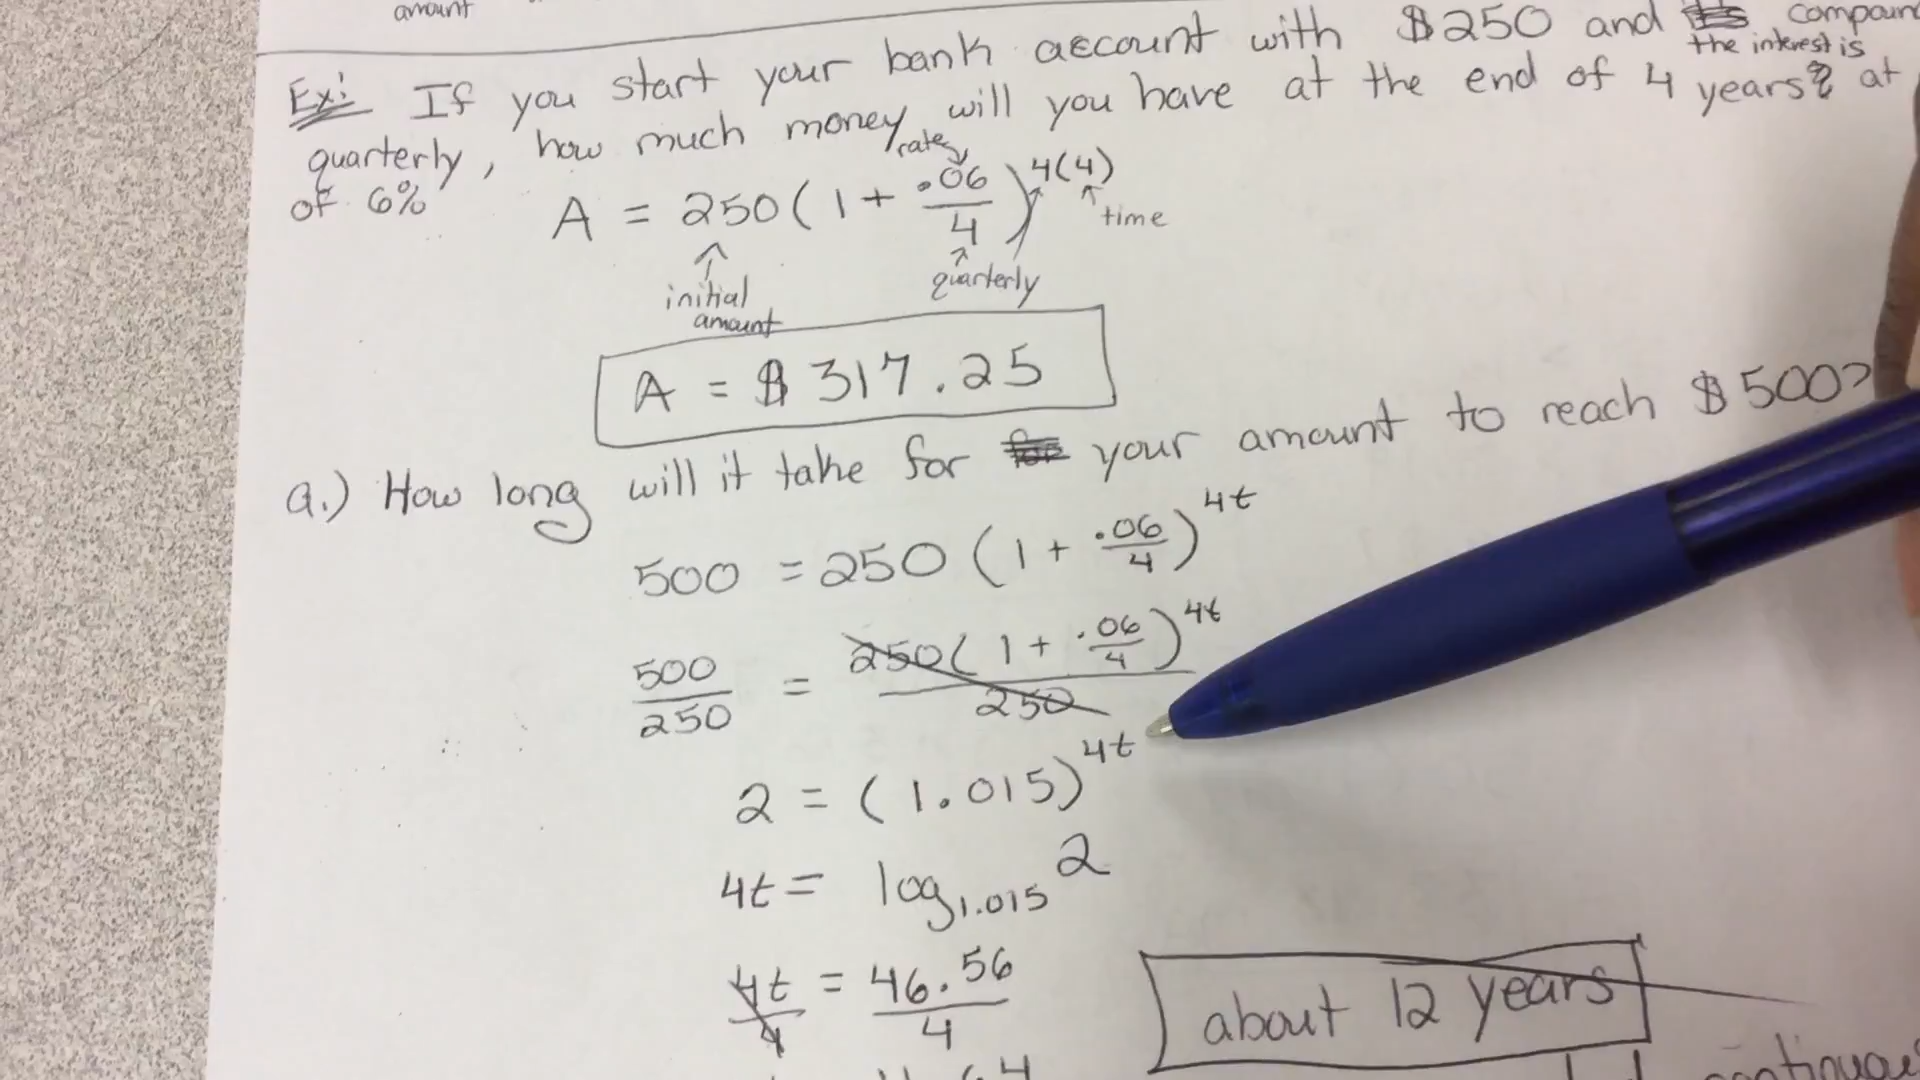 amount
Ex: If you start your bank account with $250 and compoun
the interest is
quarterly, how much money will you have at the end of 4 years? at
of 6%
rate
A = 250(1 + .06/4)^4(4)
time
initial amount
quarterly
A = $317.25
a.) How long will it take for your amount to reach $500?
500 = 250(1 + .06/4)^4t
500/250 = 250(1 + .06/4)^4t/250
2 = (1.015)^4t
4t = log_1.015 2
4t/4 = 46.56/4
about 12 years
continuou